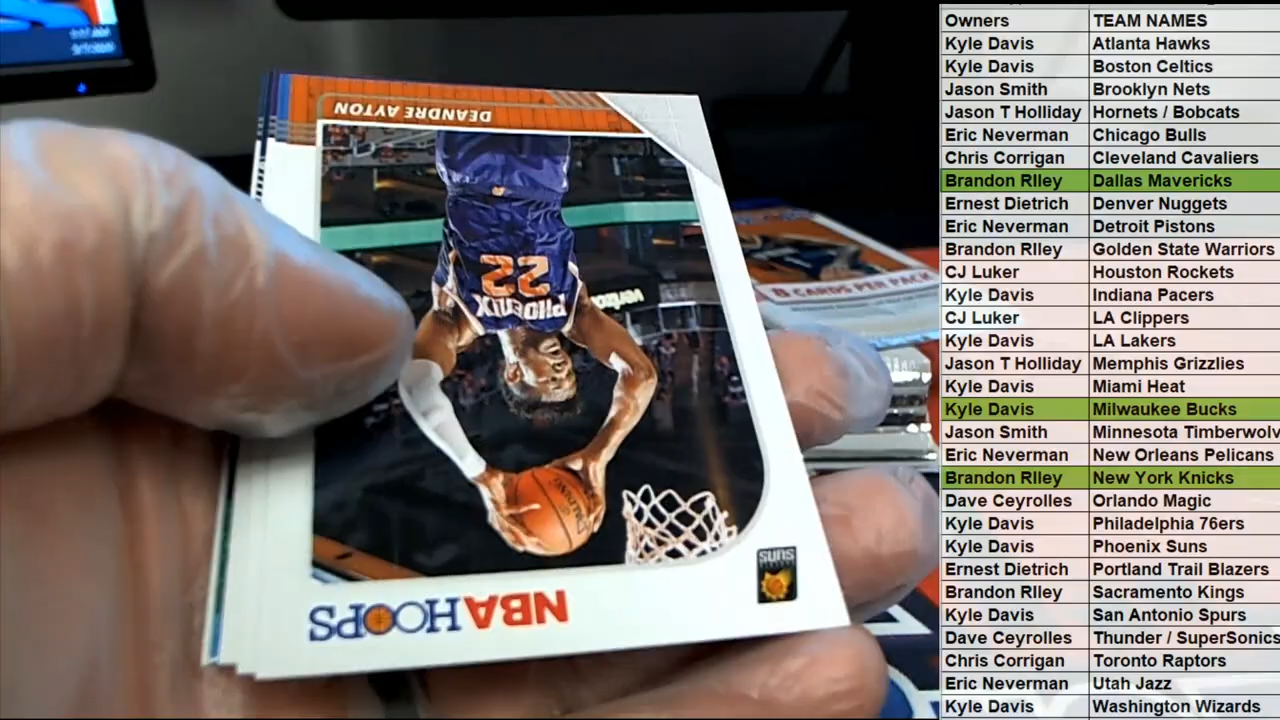 DEANDRE AYTON
22
PHOENIX
verizon
SPALDING
SUNS
NBA HOOPS
8 CARDS PER PACK
Owners TEAM NAMES
Kyle Davis Atlanta Hawks
Kyle Davis Boston Celtics
Jason Smith Brooklyn Nets
Jason T Holliday Hornets / Bobcats
Eric Neverman Chicago Bulls
Chris Corrigan Cleveland Cavaliers
Brandon RIley Dallas Mavericks
Ernest Dietrich Denver Nuggets
Eric Neverman Detroit Pistons
Brandon RIley Golden State Warriors
CJ Luker Houston Rockets
Kyle Davis Indiana Pacers
CJ Luker LA Clippers
Kyle Davis LA Lakers
Jason T Holliday Memphis Grizzlies
Kyle Davis Miami Heat
Kyle Davis Milwaukee Bucks
Jason Smith Minnesota Timberwolv
Eric Neverman New Orleans Pelicans
Brandon RIley New York Knicks
Dave Ceyrolles Orlando Magic
Kyle Davis Philadelphia 76ers
Kyle Davis Phoenix Suns
Ernest Dietrich Portland Trail Blazers
Brandon RIley Sacramento Kings
Kyle Davis San Antonio Spurs
Dave Ceyrolles Thunder / SuperSonics
Chris Corrigan Toronto Raptors
Eric Neverman Utah Jazz
Kyle Davis Washington Wizards